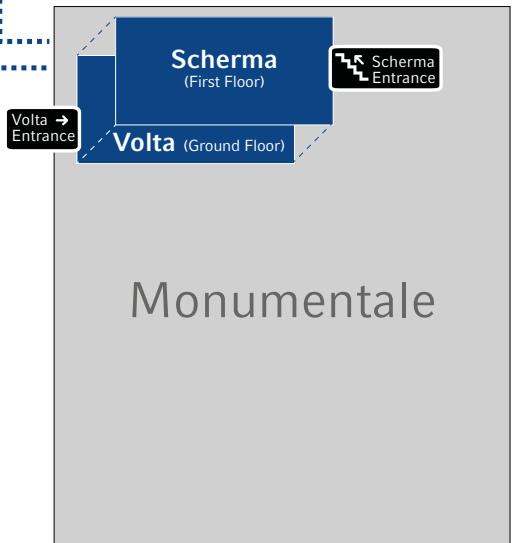 Scherma
(First Floor)
Scherma
Entrance
Volta →
Entrance
Volta (Ground Floor)
Monumentale